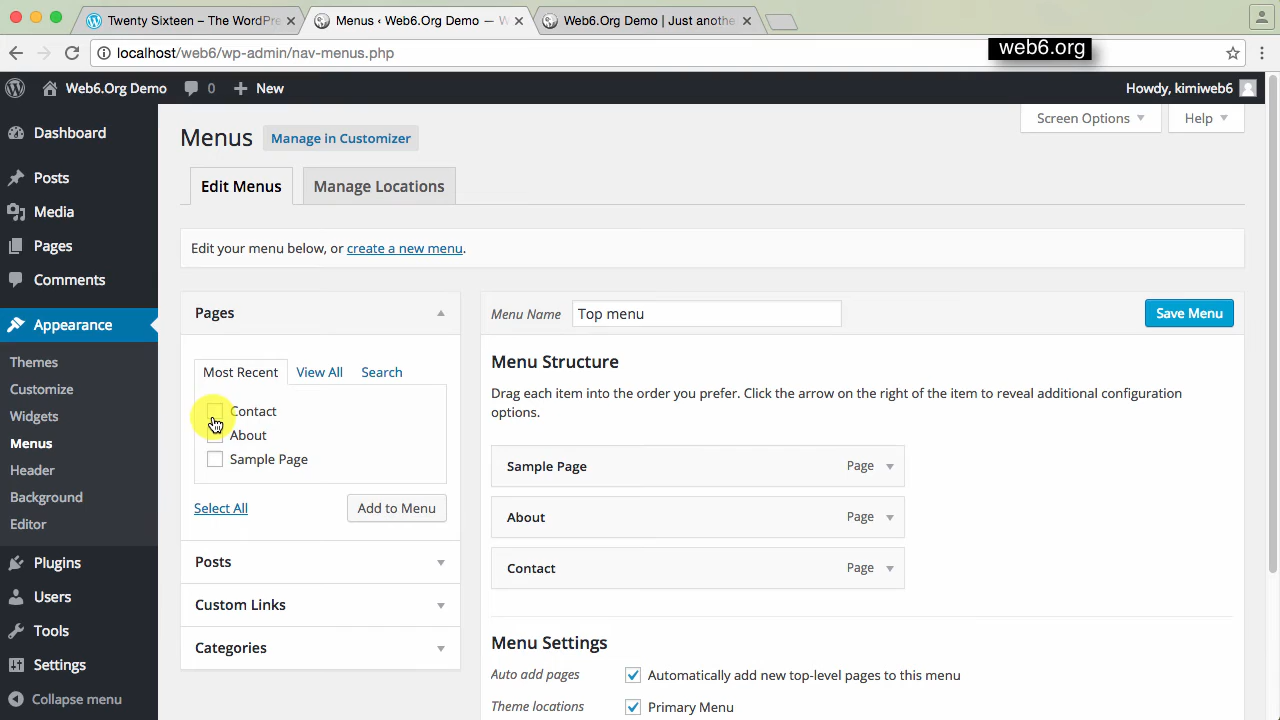 Twenty Sixteen – The WordPre
Menus ‹ Web6.Org Demo — W
Web6.Org Demo | Just anothe
localhost/web6/wp-admin/nav-menus.php
web6.org
Web6.Org Demo 0 New Howdy, kimiweb6
Screen Options Help
Dashboard
Posts
Media
Pages
Comments
Appearance
Themes
Customize
Widgets
Menus
Header
Background
Editor
Plugins
Users
Tools
Settings
Collapse menu
Menus Manage in Customizer
Edit Menus Manage Locations
Edit your menu below, or create a new menu.
Pages
Most Recent View All Search
Contact
About
Sample Page
Select All Add to Menu
Posts
Custom Links
Categories
Menu Name Top menu Save Menu
Menu Structure
Drag each item into the order you prefer. Click the arrow on the right of the item to reveal additional configuration
options.
Sample Page Page
About Page
Contact Page
Menu Settings
Auto add pages Automatically add new top-level pages to this menu
Theme locations Primary Menu